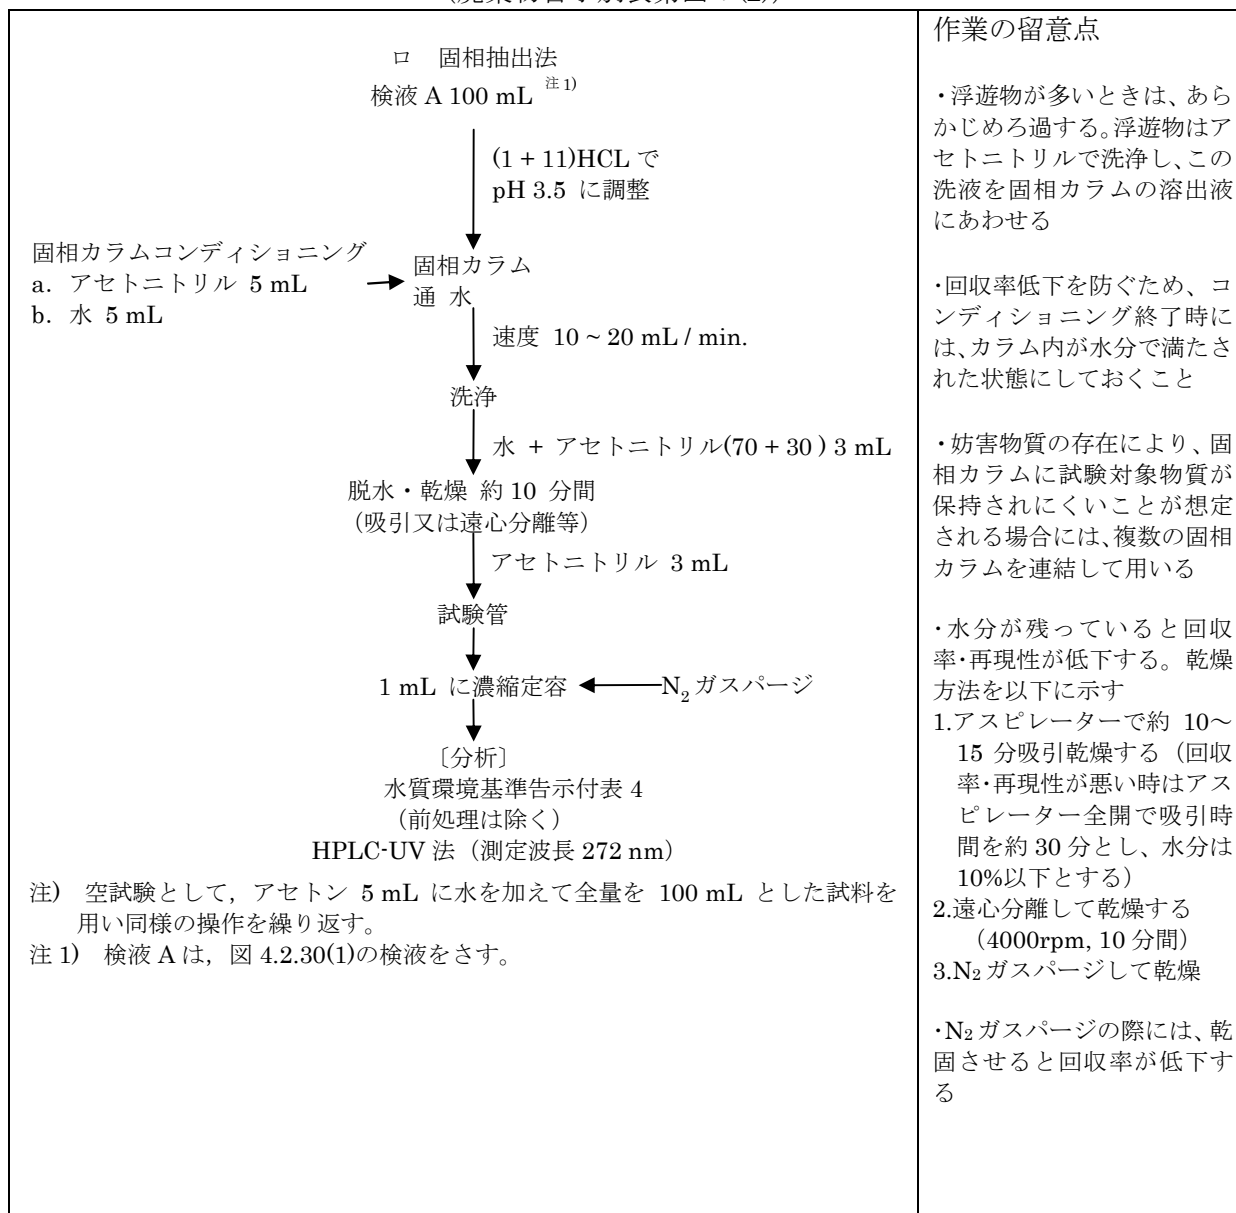 ロ 固相抽出法
検液 A 100 mL 注1)
(1 + 11)HCL で
pH 3.5 に調整
固相カラムコンディショニング
a. アセトニトリル 5 mL
b. 水 5 mL
固相カラム
通 水
速度 10 ~ 20 mL / min.
洗浄
水 + アセトニトリル(70 + 30 ) 3 mL
脱水・乾燥 約 10 分間
（吸引又は遠心分離等）
アセトニトリル 3 mL
試験管
1 mL に濃縮定容
N2 ガスパージ
〔分析〕
水質環境基準告示付表 4
（前処理は除く）
HPLC-UV 法（測定波長 272 nm）
注) 空試験として，アセトン 5 mL に水を加えて全量を 100 mL とした試料を
用い同様の操作を繰り返す。
注 1) 検液 A は，図 4.2.30(1)の検液をさす。
作業の留意点
・浮遊物が多いときは、あら
かじめろ過する。浮遊物はア
セトニトリルで洗浄し、この
洗液を固相カラムの溶出液
にあわせる
・回収率低下を防ぐため、コ
ンディショニング終了時に
は、カラム内が水分で満たさ
れた状態にしておくこと
・妨害物質の存在により、固
相カラムに試験対象物質が
保持されにくいことが想定
される場合には、複数の固相
カラムを連結して用いる
・水分が残っていると回収
率・再現性が低下する。乾燥
方法を以下に示す
1.アスピレーターで約 10～
15 分吸引乾燥する（回収
率・再現性が悪い時はアス
ピレーター全開で吸引時
間を約 30 分とし、水分は
10%以下とする）
2.遠心分離して乾燥する
（4000rpm, 10 分間）
3.N2 ガスパージして乾燥
・N2 ガスパージの際には、乾
固させると回収率が低下す
る